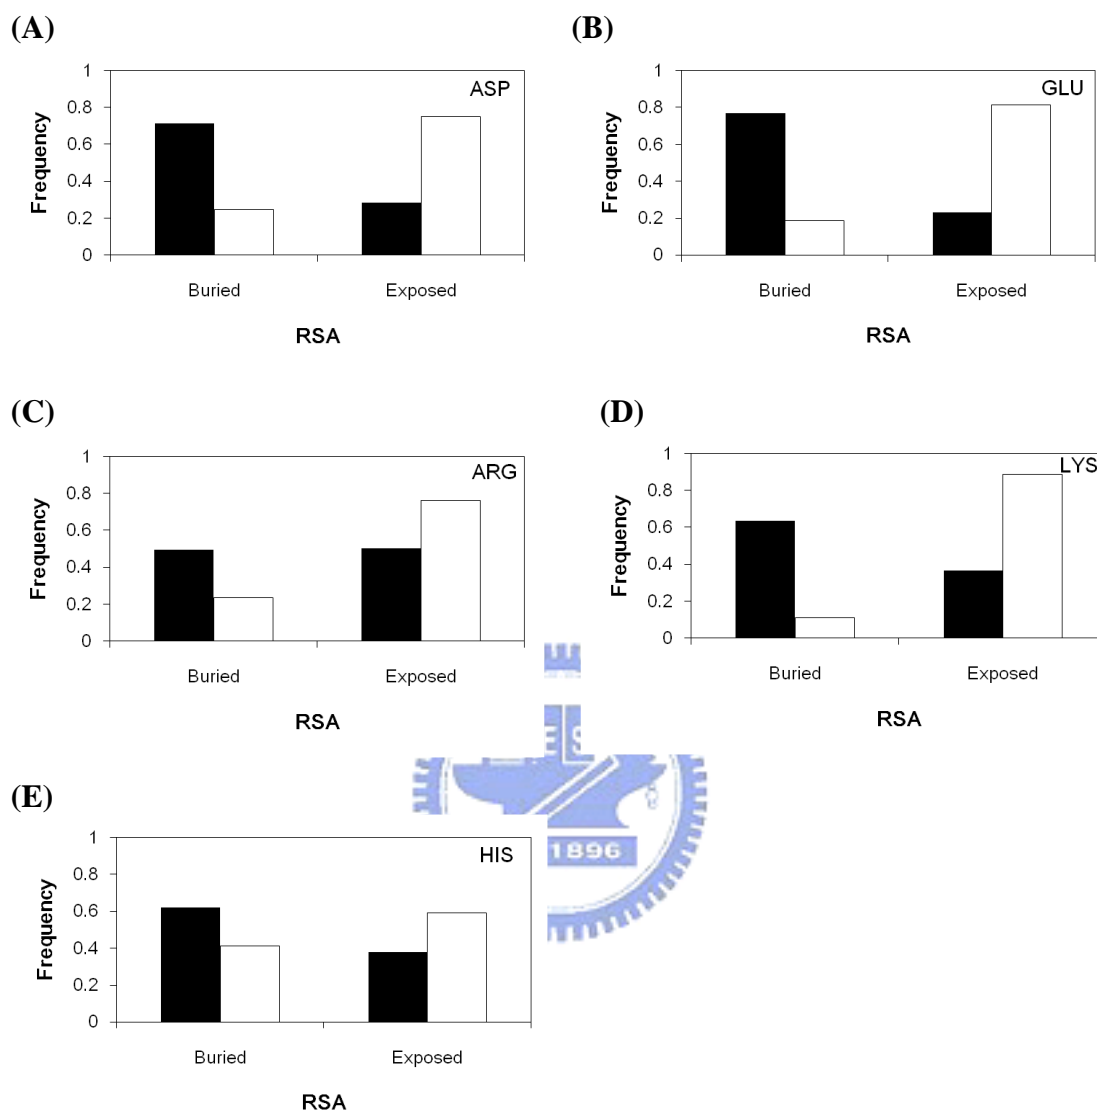 (A)
(B)
1
0.8
0.6
0.4
0.2
0
Frequency
ASP
Buried
Exposed
RSA
1
0.8
0.6
0.4
0.2
0
Frequency
GLU
Buried
Exposed
RSA
(C)
(D)
1
0.8
0.6
0.4
0.2
0
Frequency
ARG
Buried
Exposed
RSA
1
0.8
0.6
0.4
0.2
0
Frequency
LYS
Buried
Exposed
RSA
(E)
1
0.8
0.6
0.4
0.2
0
Frequency
HIS
Buried
Exposed
RSA
1896